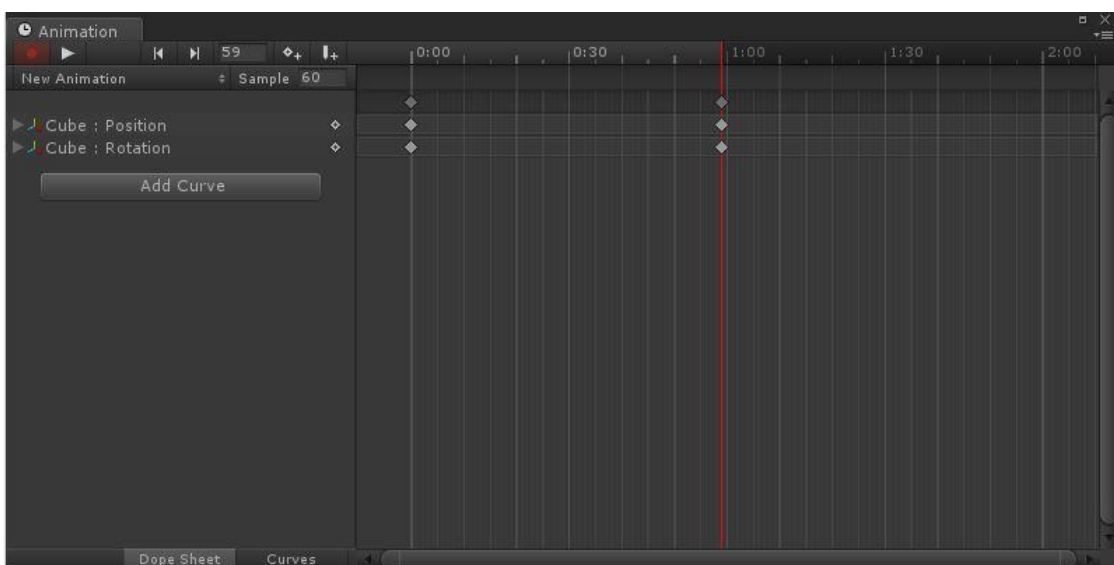 Animation
59
0:00 0:30 1:00 1:30 2:00
New Animation Sample 60
Cube : Position
Cube : Rotation
Add Curve
Dope Sheet Curves